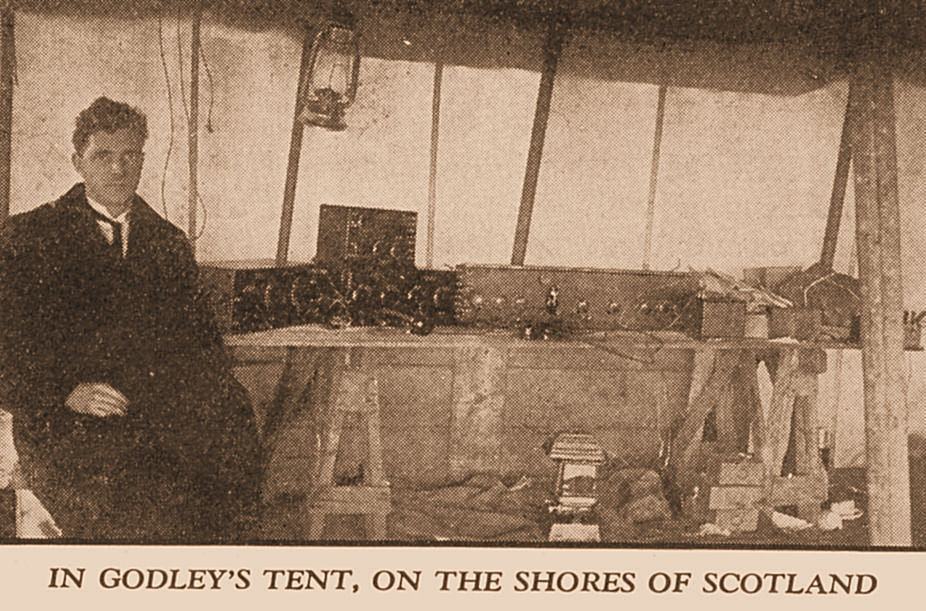 IN GODLEY'S TENT, ON THE SHORES OF SCOTLAND